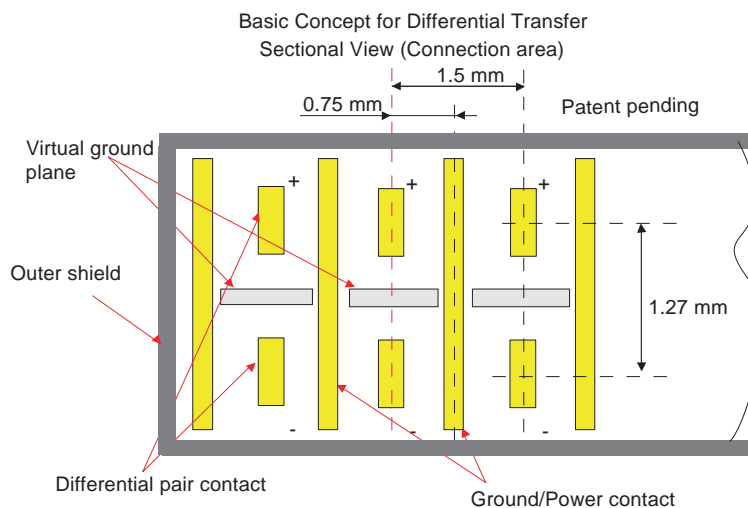 Basic Concept for Differential Transfer
Sectional View (Connection area)
1.5 mm
0.75 mm
Patent pending
Virtual ground
plane
+
+
+
Outer shield
1.27 mm
-
-
-
Differential pair contact
Ground/Power contact